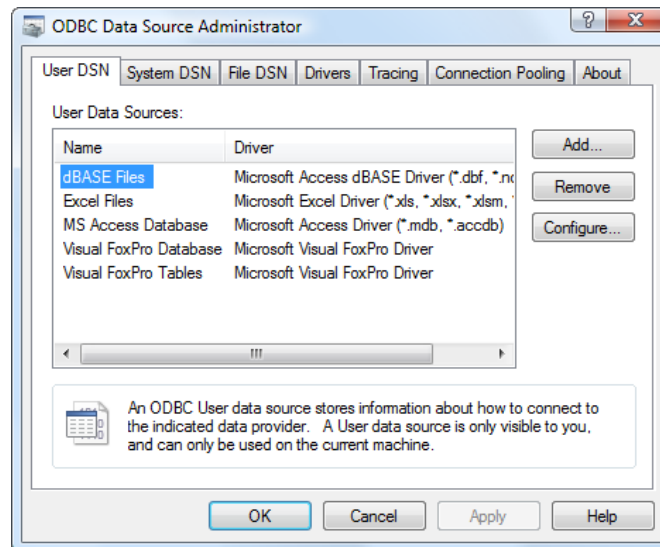 ODBC Data Source Administrator
User DSN System DSN File DSN Drivers Tracing Connection Pooling About
User Data Sources:
Name Driver
dBASE Files Microsoft Access dBASE Driver (*.dbf, *.nd
Excel Files Microsoft Excel Driver (*.xls, *.xlsx, *.xlsm,
MS Access Database Microsoft Access Driver (*.mdb, *.accdb)
Visual FoxPro Database Microsoft Visual FoxPro Driver
Visual FoxPro Tables Microsoft Visual FoxPro Driver
Add...
Remove
Configure...
An ODBC User data source stores information about how to connect to
the indicated data provider. A User data source is only visible to you,
and can only be used on the current machine.
OK Cancel Apply Help